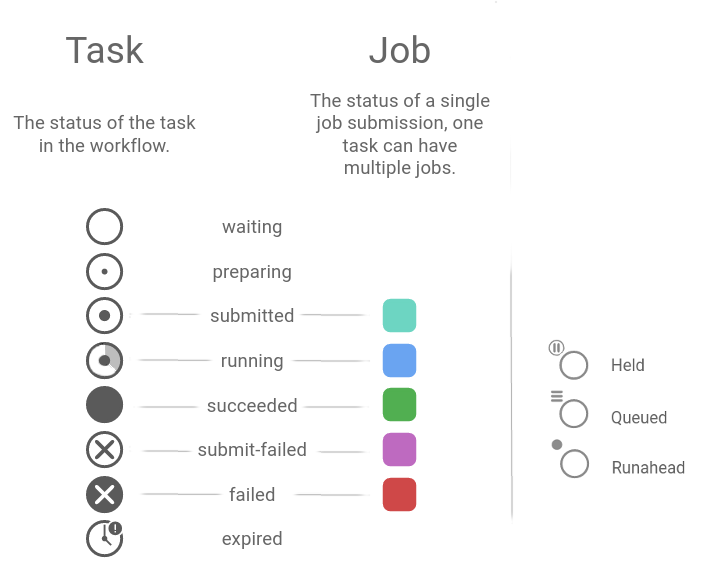 Task
Job
The status of the task
in the workflow.
The status of a single
job submission, one
task can have
multiple jobs.
waiting
preparing
submitted
running
succeeded
submit-failed
failed
expired
Held
Queued
Runahead